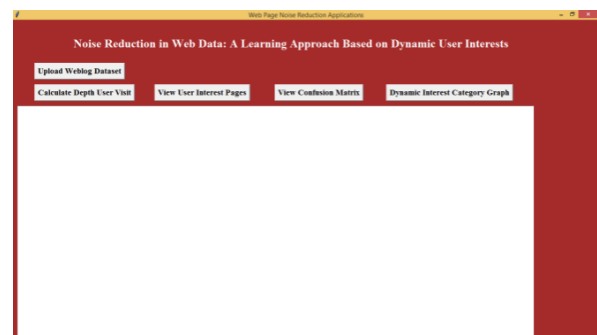 Web Page Noise Reduction Applications
Noise Reduction in Web Data: A Learning Approach Based on Dynamic User Interests
Upload Weblog Dataset
Calculate Depth User Visit View User Interest Pages View Confusion Matrix Dynamic Interest Category Graph